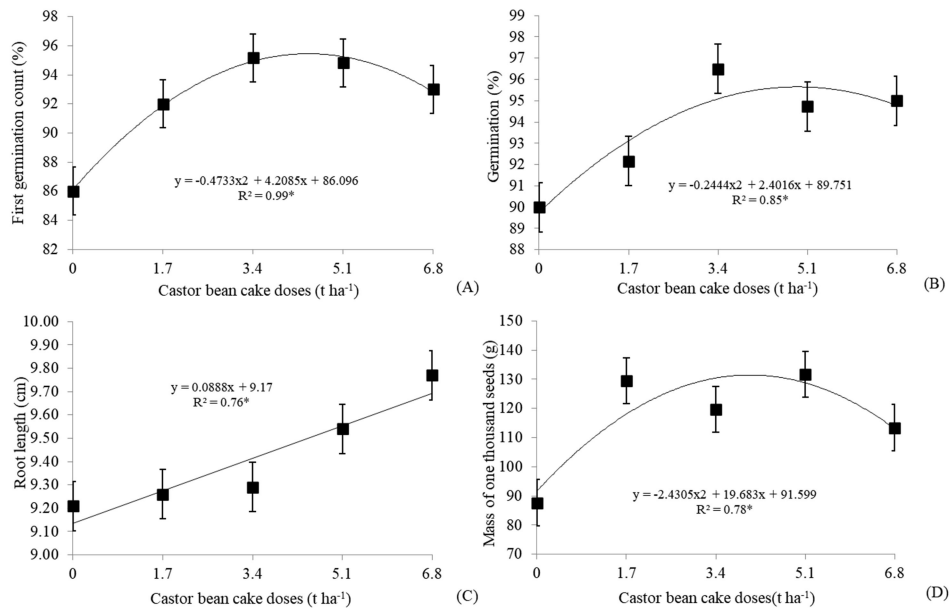 98
96
94
92
90
88
86
84
82
First germination count (%)
y = -0.4733x2 + 4.2085x + 86.096
R² = 0.99*
0 1.7 3.4 5.1 6.8
Castor bean cake doses (t ha-1)
(A)
99
98
97
96
95
94
93
92
91
90
89
88
Germination (%)
y = -0.2444x2 + 2.4016x + 89.751
R² = 0.85*
0 1.7 3.4 5.1 6.8
Castor bean cake doses (t ha-1)
(B)
10.00
9.80
9.70
9.60
9.50
9.40
9.30
9.20
9.10
9.00
Root length (cm)
y = 0.0888x + 9.17
R² = 0.76*
0 1.7 3.4 5.1 6.8
Castor bean cake doses (t ha-1)
(C)
150
140
130
120
110
100
90
80
70
Mass of one thousand seeds (g)
y = -2.4305x2 + 19.683x + 91.599
R² = 0.78*
0 1.7 3.4 5.1 6.8
Castor bean cake doses(t ha-1)
(D)